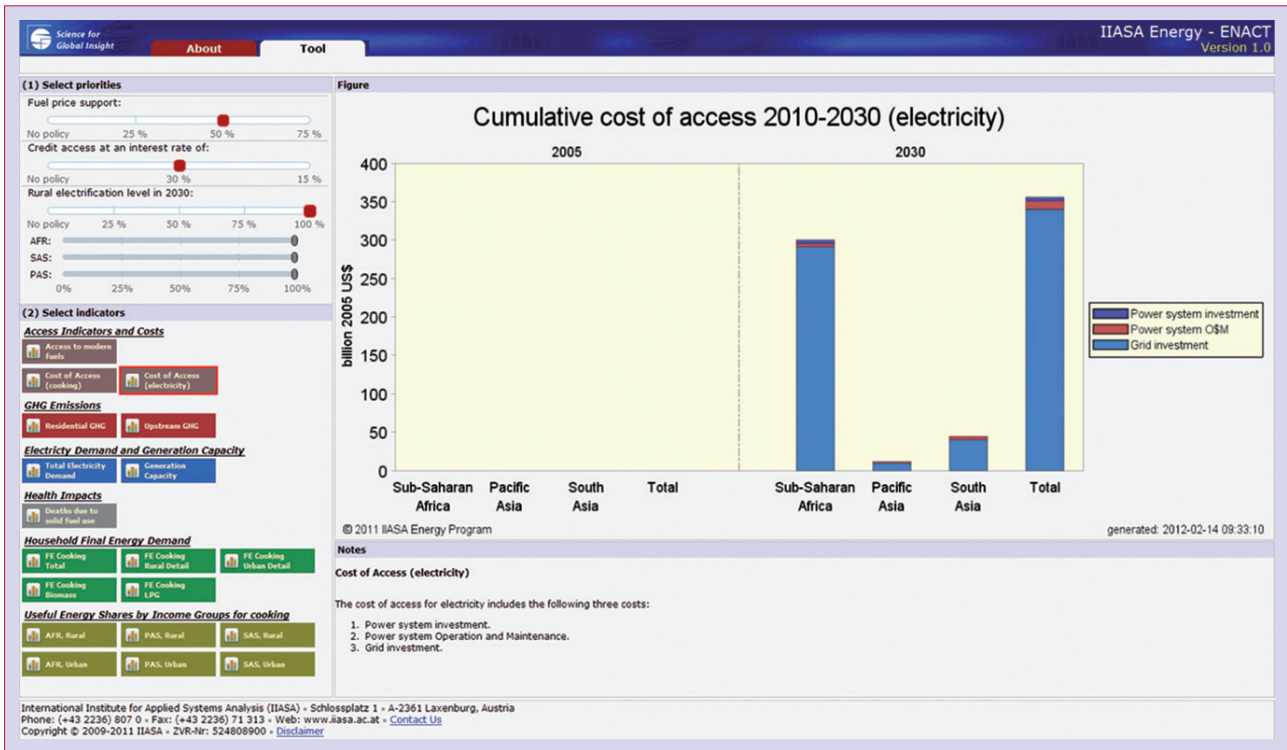 Science for
Global Insight
About
Tool
IIASA Energy - ENACT
Version 1.0
(1) Select priorities
Fuel price support:
No policy 25 % 50 % 75 %
Credit access at an interest rate of:
No policy 30 % 15 %
Rural electrification level in 2030:
No policy 25 % 50 % 75 % 100 %
AFR:
SAS:
PAS:
0% 25% 50% 75% 100%
(2) Select indicators
Access Indicators and Costs
Access to modern
fuels
Cost of Access
(cooking)
Cost of Access
(electricity)
GHG Emissions
Residential GHG
Upstream GHG
Electricty Demand and Generation Capacity
Total Electricity
Demand
Generation
Capacity
Health Impacts
Deaths due to
solid fuel use
Household Final Energy Demand
FE Cooking
Total
FE Cooking
Rural Detail
FE Cooking
Urban Detail
FE Cooking
Biomass
FE Cooking
LPG
Useful Energy Shares by Income Groups for cooking
AFR, Rural
PAS, Rural
SAS, Rural
AFR, Urban
PAS, Urban
SAS, Urban
Figure
Cumulative cost of access 2010-2030 (electricity)
2005 2030
billion 2005 US$
400
350
300
250
200
150
100
50
0
Sub-Saharan
Africa
Pacific
Asia
South
Asia
Total
Sub-Saharan
Africa
Pacific
Asia
South
Asia
Total
Power system investment
Power system O$M
Grid investment
© 2011 IIASA Energy Program
generated: 2012-02-14 09:33:10
Notes
Cost of Access (electricity)
The cost of access for electricity includes the following three costs:
1. Power system investment.
2. Power system Operation and Maintenance.
3. Grid investment.
International Institute for Applied Systems Analysis (IIASA) • Schlossplatz 1 • A-2361 Laxenburg, Austria
Phone: (+43 2236) 807 0 • Fax: (+43 2236) 71 313 • Web: www.iiasa.ac.at • Contact Us
Copyright © 2009-2011 IIASA • ZVR-Nr: 524808900 • Disclaimer